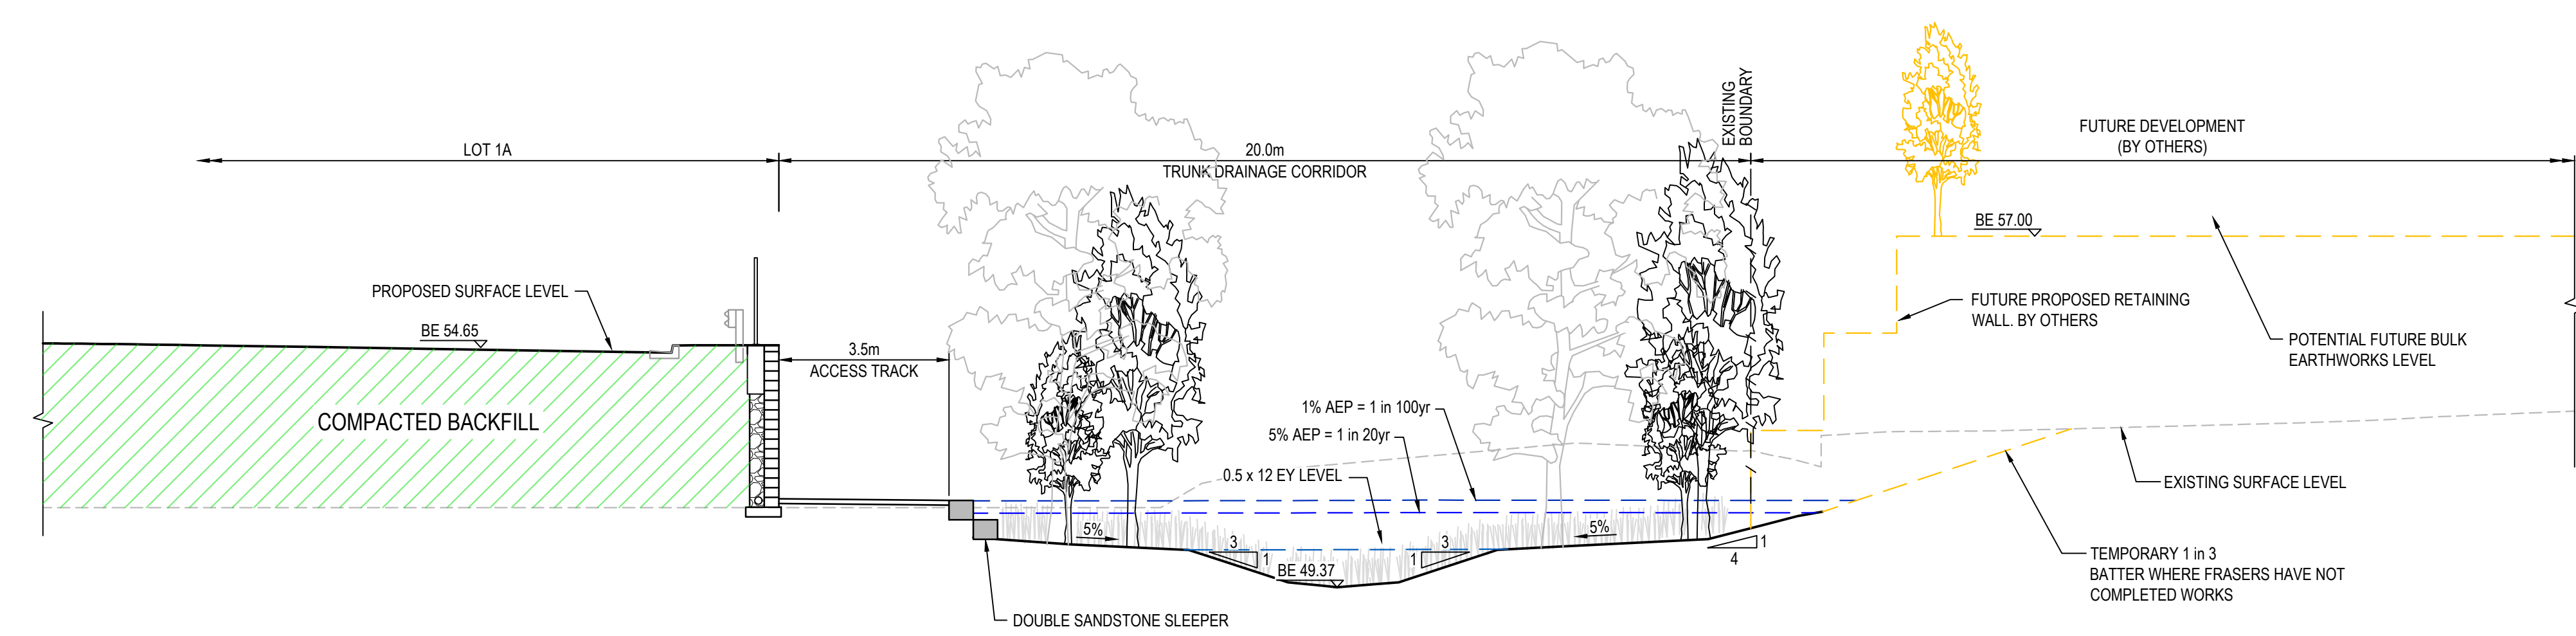 LOT 1A
20.0m
TRUNK DRAINAGE CORRIDOR
EXISTING
BOUNDARY
FUTURE DEVELOPMENT
(BY OTHERS)
BE 57.00
PROPOSED SURFACE LEVEL
BE 54.65
FUTURE PROPOSED RETAINING
WALL. BY OTHERS
POTENTIAL FUTURE BULK
EARTHWORKS LEVEL
3.5m
ACCESS TRACK
COMPACTED BACKFILL
1% AEP = 1 in 100yr
5% AEP = 1 in 20yr
0.5 x 12 EY LEVEL
EXISTING SURFACE LEVEL
5%
5%
3
1
3
1
1
4
BE 49.37
TEMPORARY 1 in 3
BATTER WHERE FRASERS HAVE NOT
COMPLETED WORKS
DOUBLE SANDSTONE SLEEPER